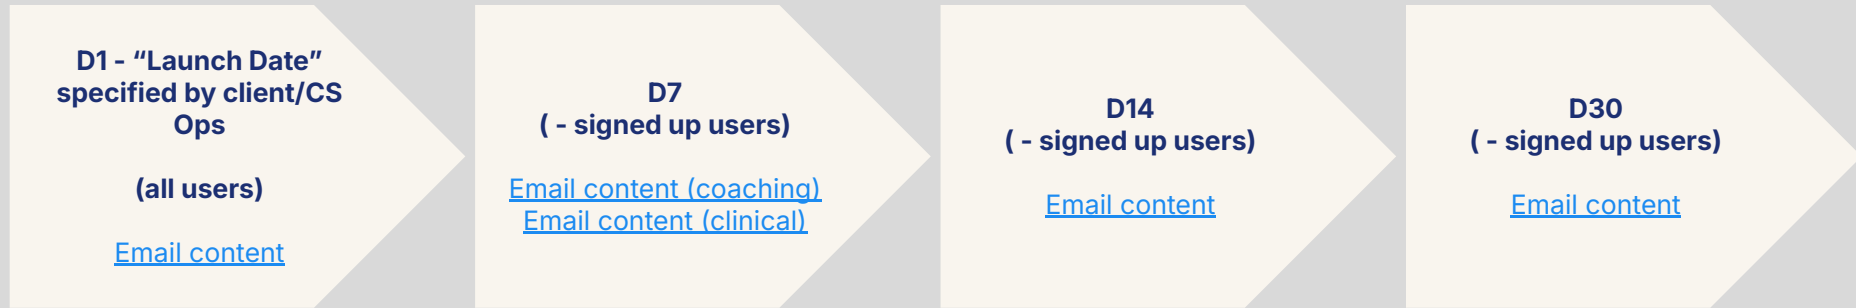 D1 - “Launch Date”
specified by client/CS
Ops
(all users)
Email content
D7
( - signed up users)
Email content (coaching)
Email content (clinical)
D14
( - signed up users)
Email content
D30
( - signed up users)
Email content